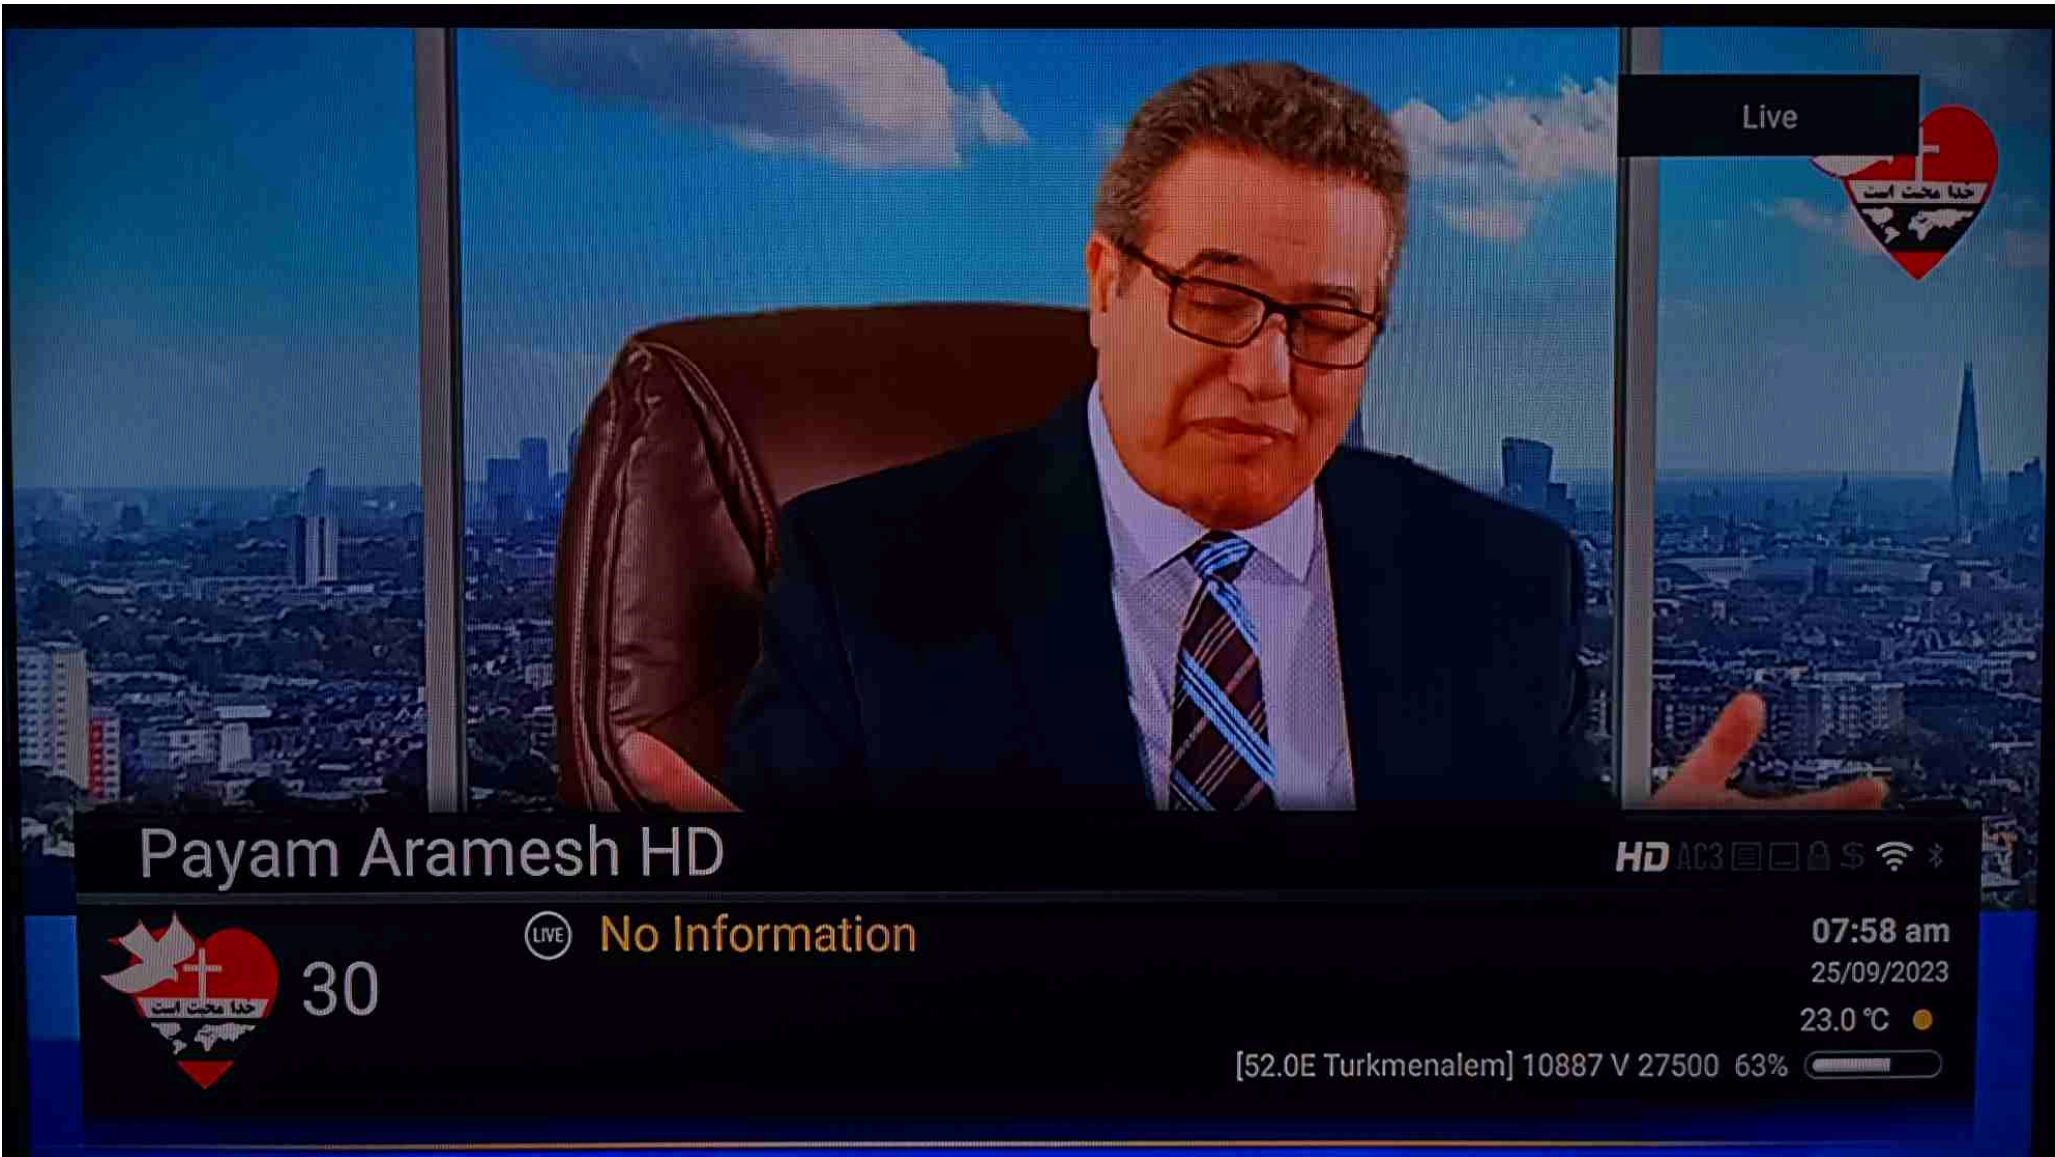 Live
خدا محبت است
Payam Aramesh HD
HD AC3 $
LIVE No Information
خدا محبت است
30
07:58 am
25/09/2023
23.0 °C
[52.0E Turkmenalem] 10887 V 27500 63%